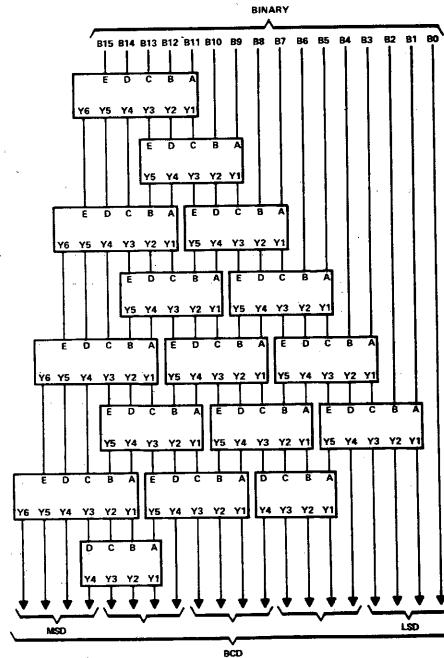 BINARY
B15 B14 B13 B12 B11 B10 B9 B8 B7 B6 B5 B4 B3 B2 B1 B0
E D C B A
Y6 Y5 Y4 Y3 Y2 Y1
E D C B A
Y5 Y4 Y3 Y2 Y1
E D C B A E D C B A
Y6 Y5 Y4 Y3 Y2 Y1 Y5 Y4 Y3 Y2 Y1
E D C B A E D C B A
Y5 Y4 Y3 Y2 Y1 Y5 Y4 Y3 Y2 Y1
E D C B A E D C B A E D C B A
Y6 Y5 Y4 Y3 Y2 Y1 Y5 Y4 Y3 Y2 Y1 Y5 Y4 Y3 Y2 Y1
E D C B A E D C B A E D C B A
Y5 Y4 Y3 Y2 Y1 Y5 Y4 Y3 Y2 Y1 Y5 Y4 Y3 Y2 Y1
E D C B A E D C B A D C B A
Y6 Y5 Y4 Y3 Y2 Y1 Y5 Y4 Y3 Y2 Y1 Y4 Y3 Y2 Y1
D C B A
Y4 Y3 Y2 Y1
MSD LSD
BCD